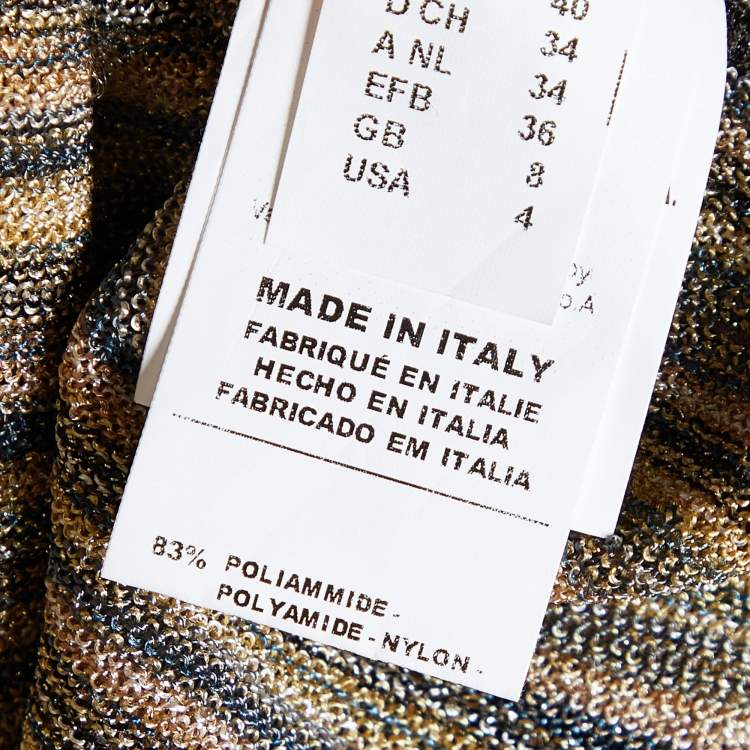 D CH 40
A NL 34
EFB 34
GB 36
USA 8
4
MADE IN ITALY
FABRIQUÉ EN ITALIE
HECHO EN ITALIA
FABRICADO EM ITALIA
83% POLIAMMIDE-
POLYAMIDE-NYLON-